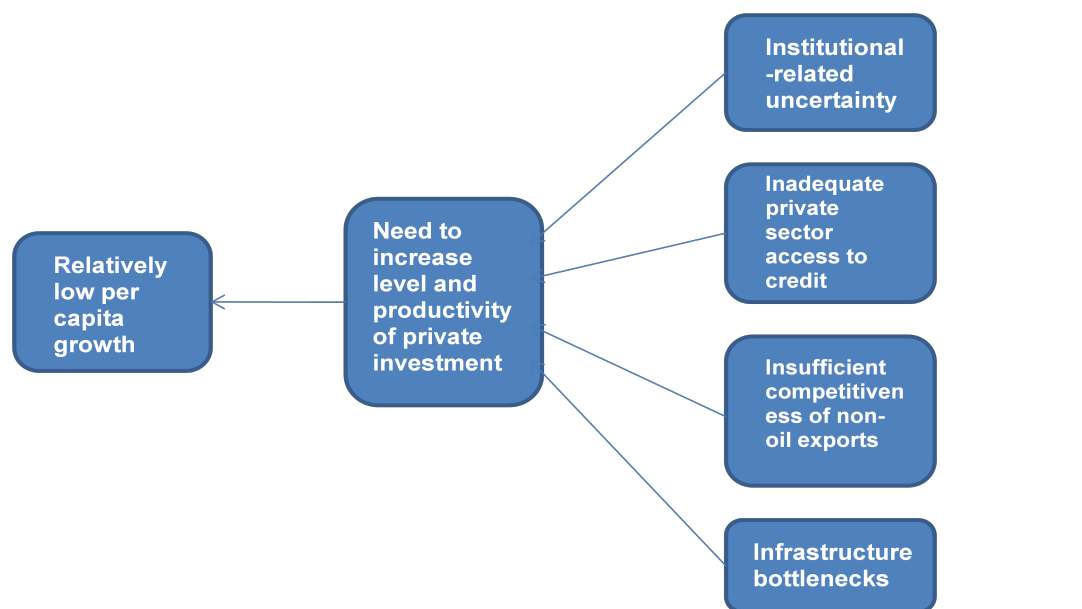 Relatively
low per
capita
growth
Need to
increase
level and
productivity
of private
investment
Institutional
-related
uncertainty
Inadequate
private
sector
access to
credit
Insufficient
competitiven
ess of non-
oil exports
Infrastructure
bottlenecks